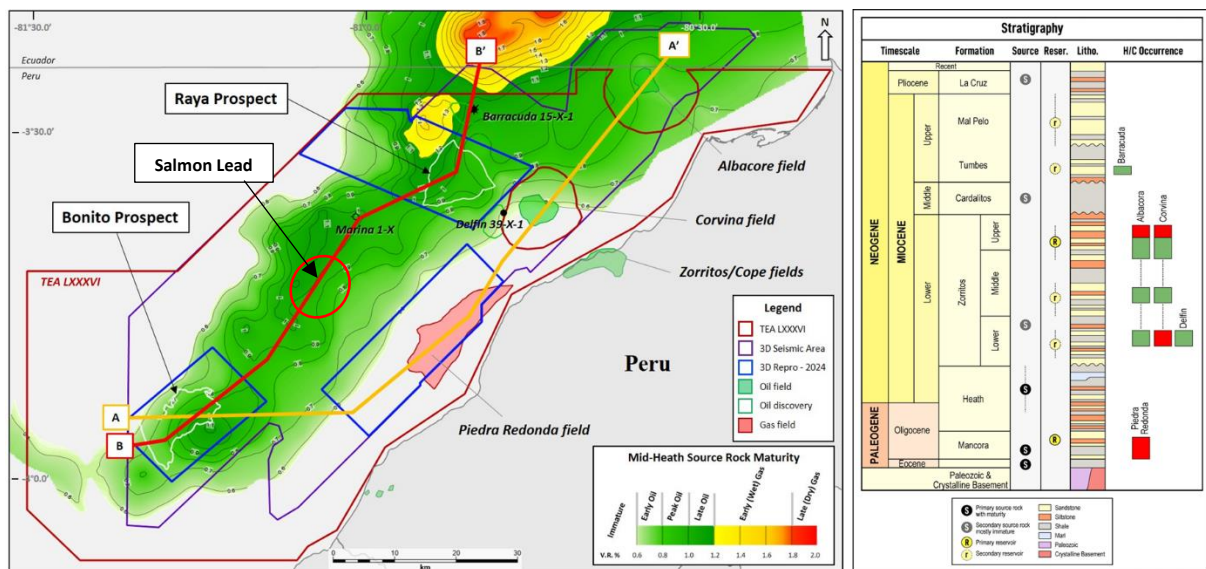 -81°30.0'
-81°0.0'
-80°30.0'
N
B'
A'
Ecuador
Peru
Raya Prospect
Barracuda 15-X-1
-3°30.0'
Salmon Lead
Albacore field
Bonito Prospect
Marina 1-X
Delfin 39-X-1
Corvina field
Zorritos/Cope fields
TEA LXXXVI
Legend
TEA LXXXVI
3D Seismic Area
3D Repro - 2024
Oil field
Oil discovery
Gas field
Peru
A
B
Piedra Redonda field
Mid-Heath Source Rock Maturity
Immature
Early Oil
Peak Oil
Late Oil
Early (Wet) Gas
Late (Dry) Gas
V.R. % 0.6 0.8 1.0 1.2 1.4 1.6 1.8 2.0
0 10 20 30
km
Stratigraphy
Timescale Formation Source Reser. Litho. H/C Occurrence
Recent
Pliocene La Cruz S
NEOGENE
MIOCENE
Upper
Mal Pelo
r
Tumbes
r
Barracuda
Middle
Cardalitos
S
Albacora
Corvina
Lower
Zorritos
Upper
R
Middle
r
S
Lower
r
Delfin
Heath
S
PALEOGENE
Oligocene
Mancora
R
S
Piedra
Redonda
Eocene
S
Paleozoic &
Crystalline Basement
S Primary source rock
with maturity
S Secondary source rock
mostly immature
R Primary reservoir
r Secondary reservoir
Sandstone
Siltstone
Shale
Marl
Paleozoic
Crystalline Basement